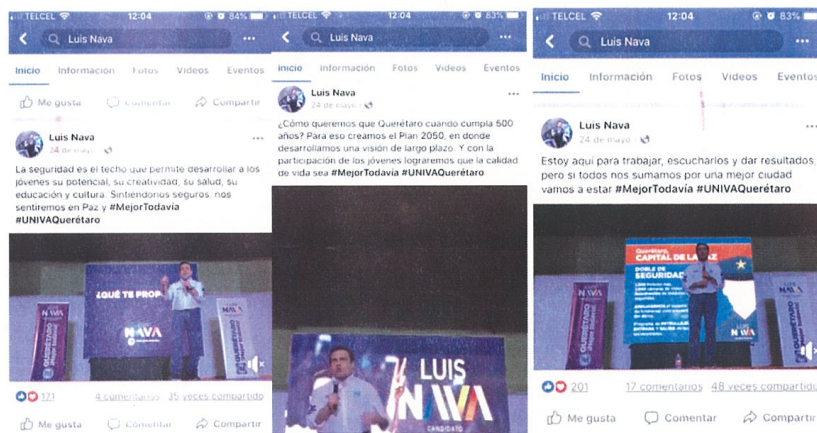 TELCEL 12:04 84%
Luis Nava
Inicio Información Fotos Videos Eventos
Me gusta Comentar Compartir
Luis Nava
24 de mayo
La seguridad es el techo que permite desarrollar a los
jóvenes su potencial, su creatividad, su salud, su
educación y cultura. Sintiéndonos seguros, nos
sentiremos en Paz y #MejorTodavía
#UNIVAQuerétaro
¿QUÉ TE PROP
NAVA
QUERÉTARO
NAVA
171 4 comentarios 35 veces compartido
Me gusta Comentar Compartir
TELCEL 12:04 83%
Luis Nava
Inicio Información Fotos Videos Eventos
Luis Nava
24 de mayo
¿Cómo queremos que Querétaro cuando cumpla 500
años? Para eso creamos el Plan 2050, en donde
desarrollamos una visión de largo plazo. Y con la
participación de los jóvenes lograremos que la calidad
de vida sea #MejorTodavía #UNIVAQuerétaro
LUIS
NAVA
CANDIDATO
TELCEL 12:04 83%
Luis Nava
Inicio Información Fotos Videos Eventos
Luis Nava
24 de mayo
Estoy aquí para trabajar, escucharlos y dar resultados,
pero si todos nos sumamos por una mejor ciudad
vamos a estar #MejorTodavía #UNIVAQuerétaro
Querétaro,
CAPITAL DE LA AZ
DOBLE DE
SEGURIDAD
QUERÉTARO
LUIS
NAVA
201 17 comentarios 48 veces compartido
Me gusta Comentar Compartir